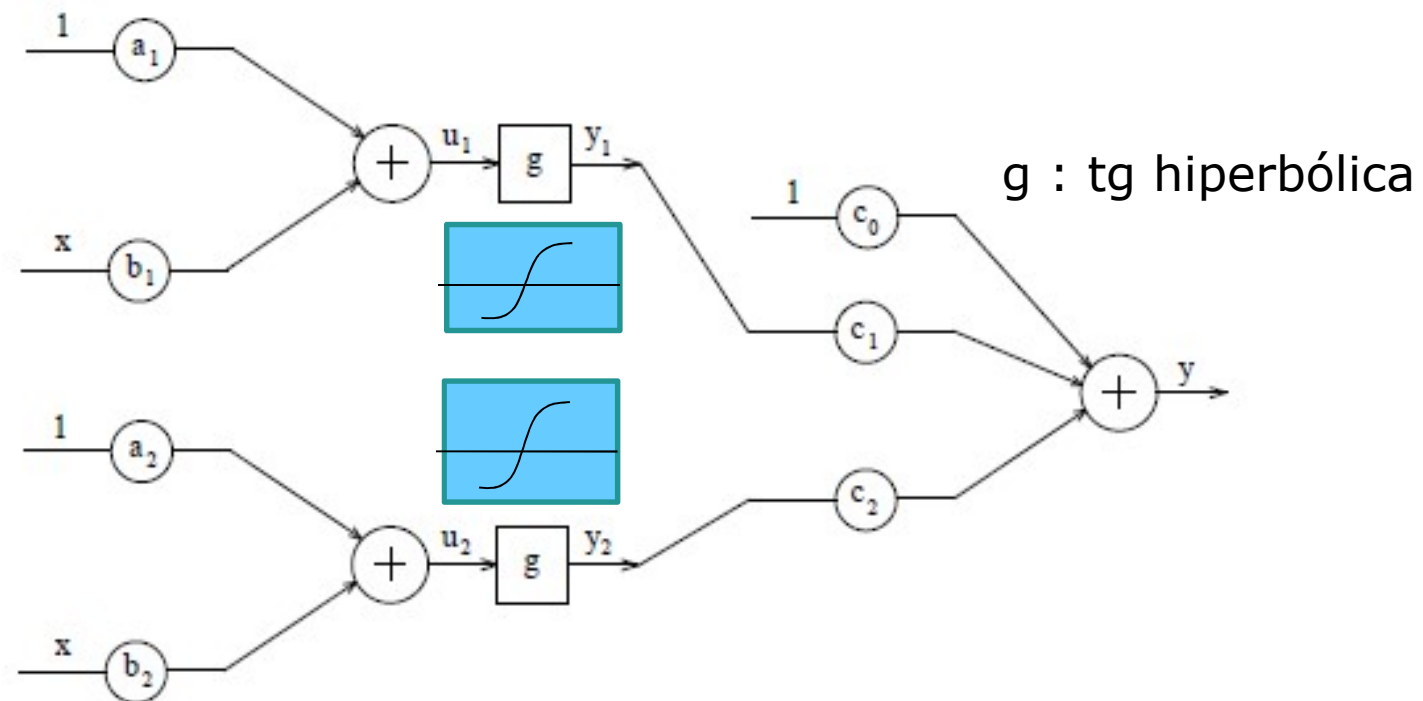 1
a₁
u₁
g
y₁
x
b₁
g : tg hiperbólica
1
c₀
c₁
y
1
a₂
c₂
u₂
g
y₂
x
b₂
+
+
+